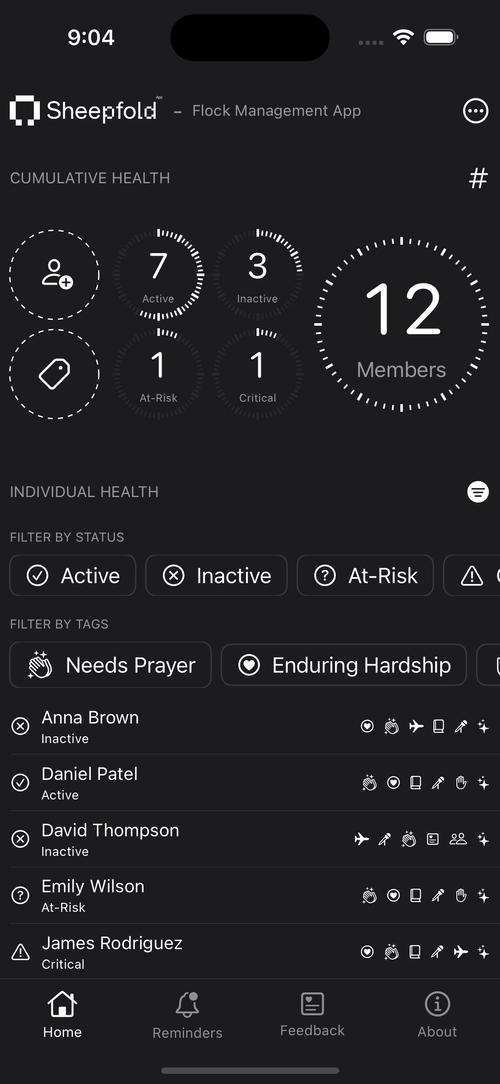 9:04
Sheepfold App – Flock Management App
CUMULATIVE HEALTH #
7 Active
3 Inactive
12 Members
1 At-Risk
1 Critical
INDIVIDUAL HEALTH
FILTER BY STATUS
Active Inactive At-Risk
FILTER BY TAGS
Needs Prayer Enduring Hardship
Anna Brown
Inactive
Daniel Patel
Active
David Thompson
Inactive
Emily Wilson
At-Risk
James Rodriguez
Critical
Home Reminders Feedback About